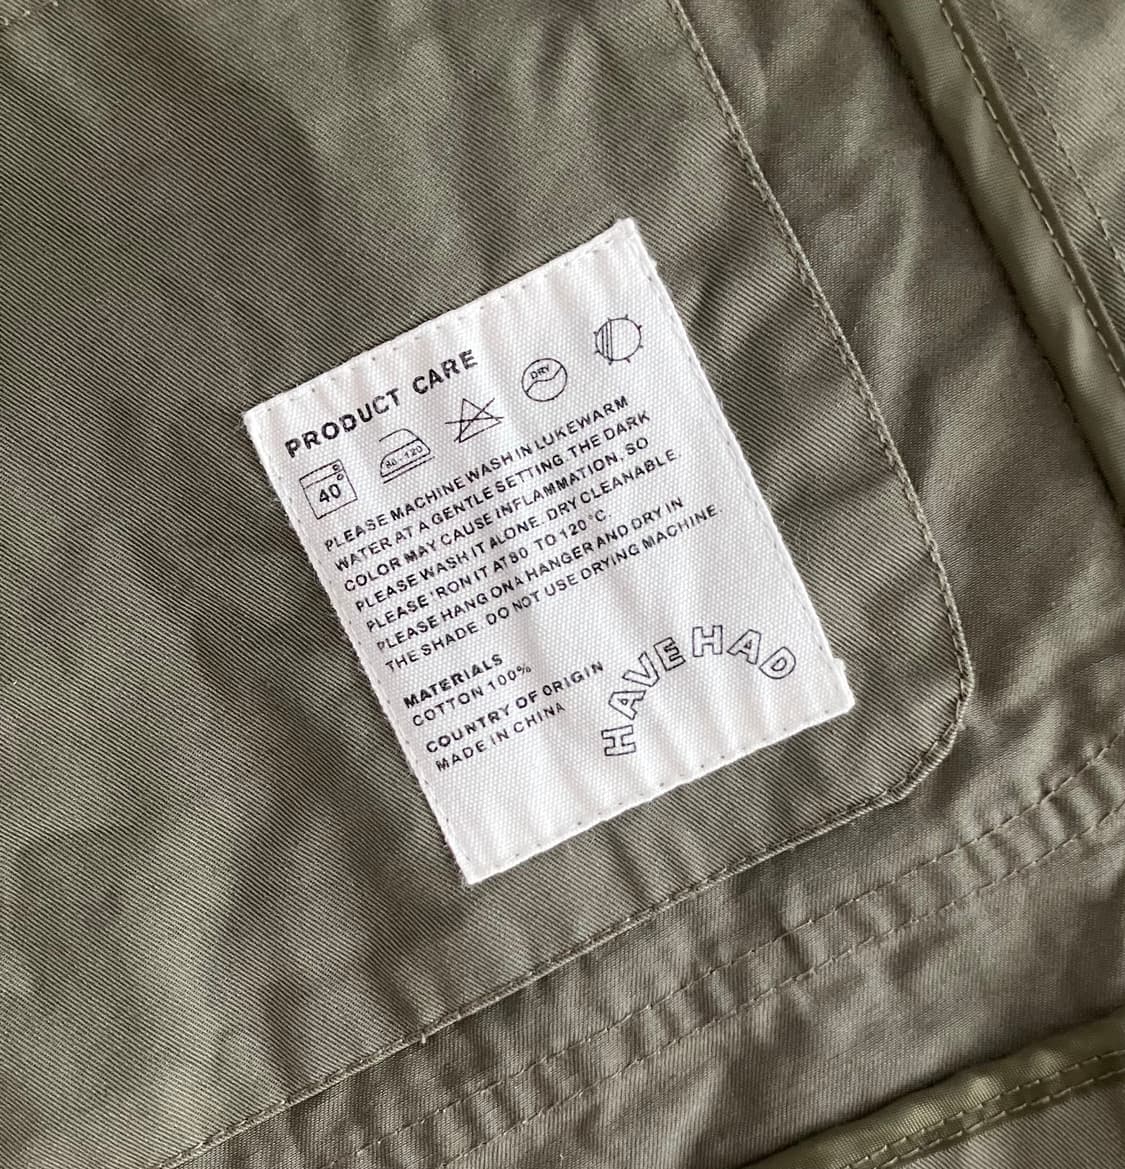 PRODUCT CARE
40
80-120
DRY
PLEASE MACHINE WASH IN LUKEWARM
WATER AT A GENTLE SETTING. THE DARK
COLOR MAY CAUSE INFLAMMATION, SO
PLEASE WASH IT ALONE. DRY CLEANABLE.
PLEASE IRON IT AT 80 TO 120 °C.
PLEASE HANG ON A HANGER AND DRY IN
THE SHADE. DO NOT USE DRYING MACHINE.
MATERIALS
COTTON 100%
COUNTRY OF ORIGIN
MADE IN CHINA
HAVE HAD